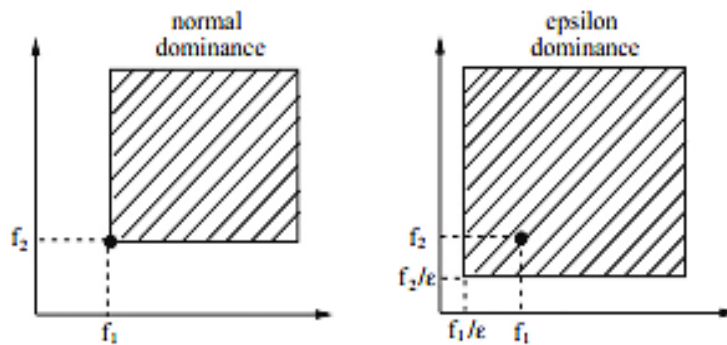 normal
dominance
f₂
f₁
epsilon
dominance
f₂
f₂/ε
f₁/ε
f₁